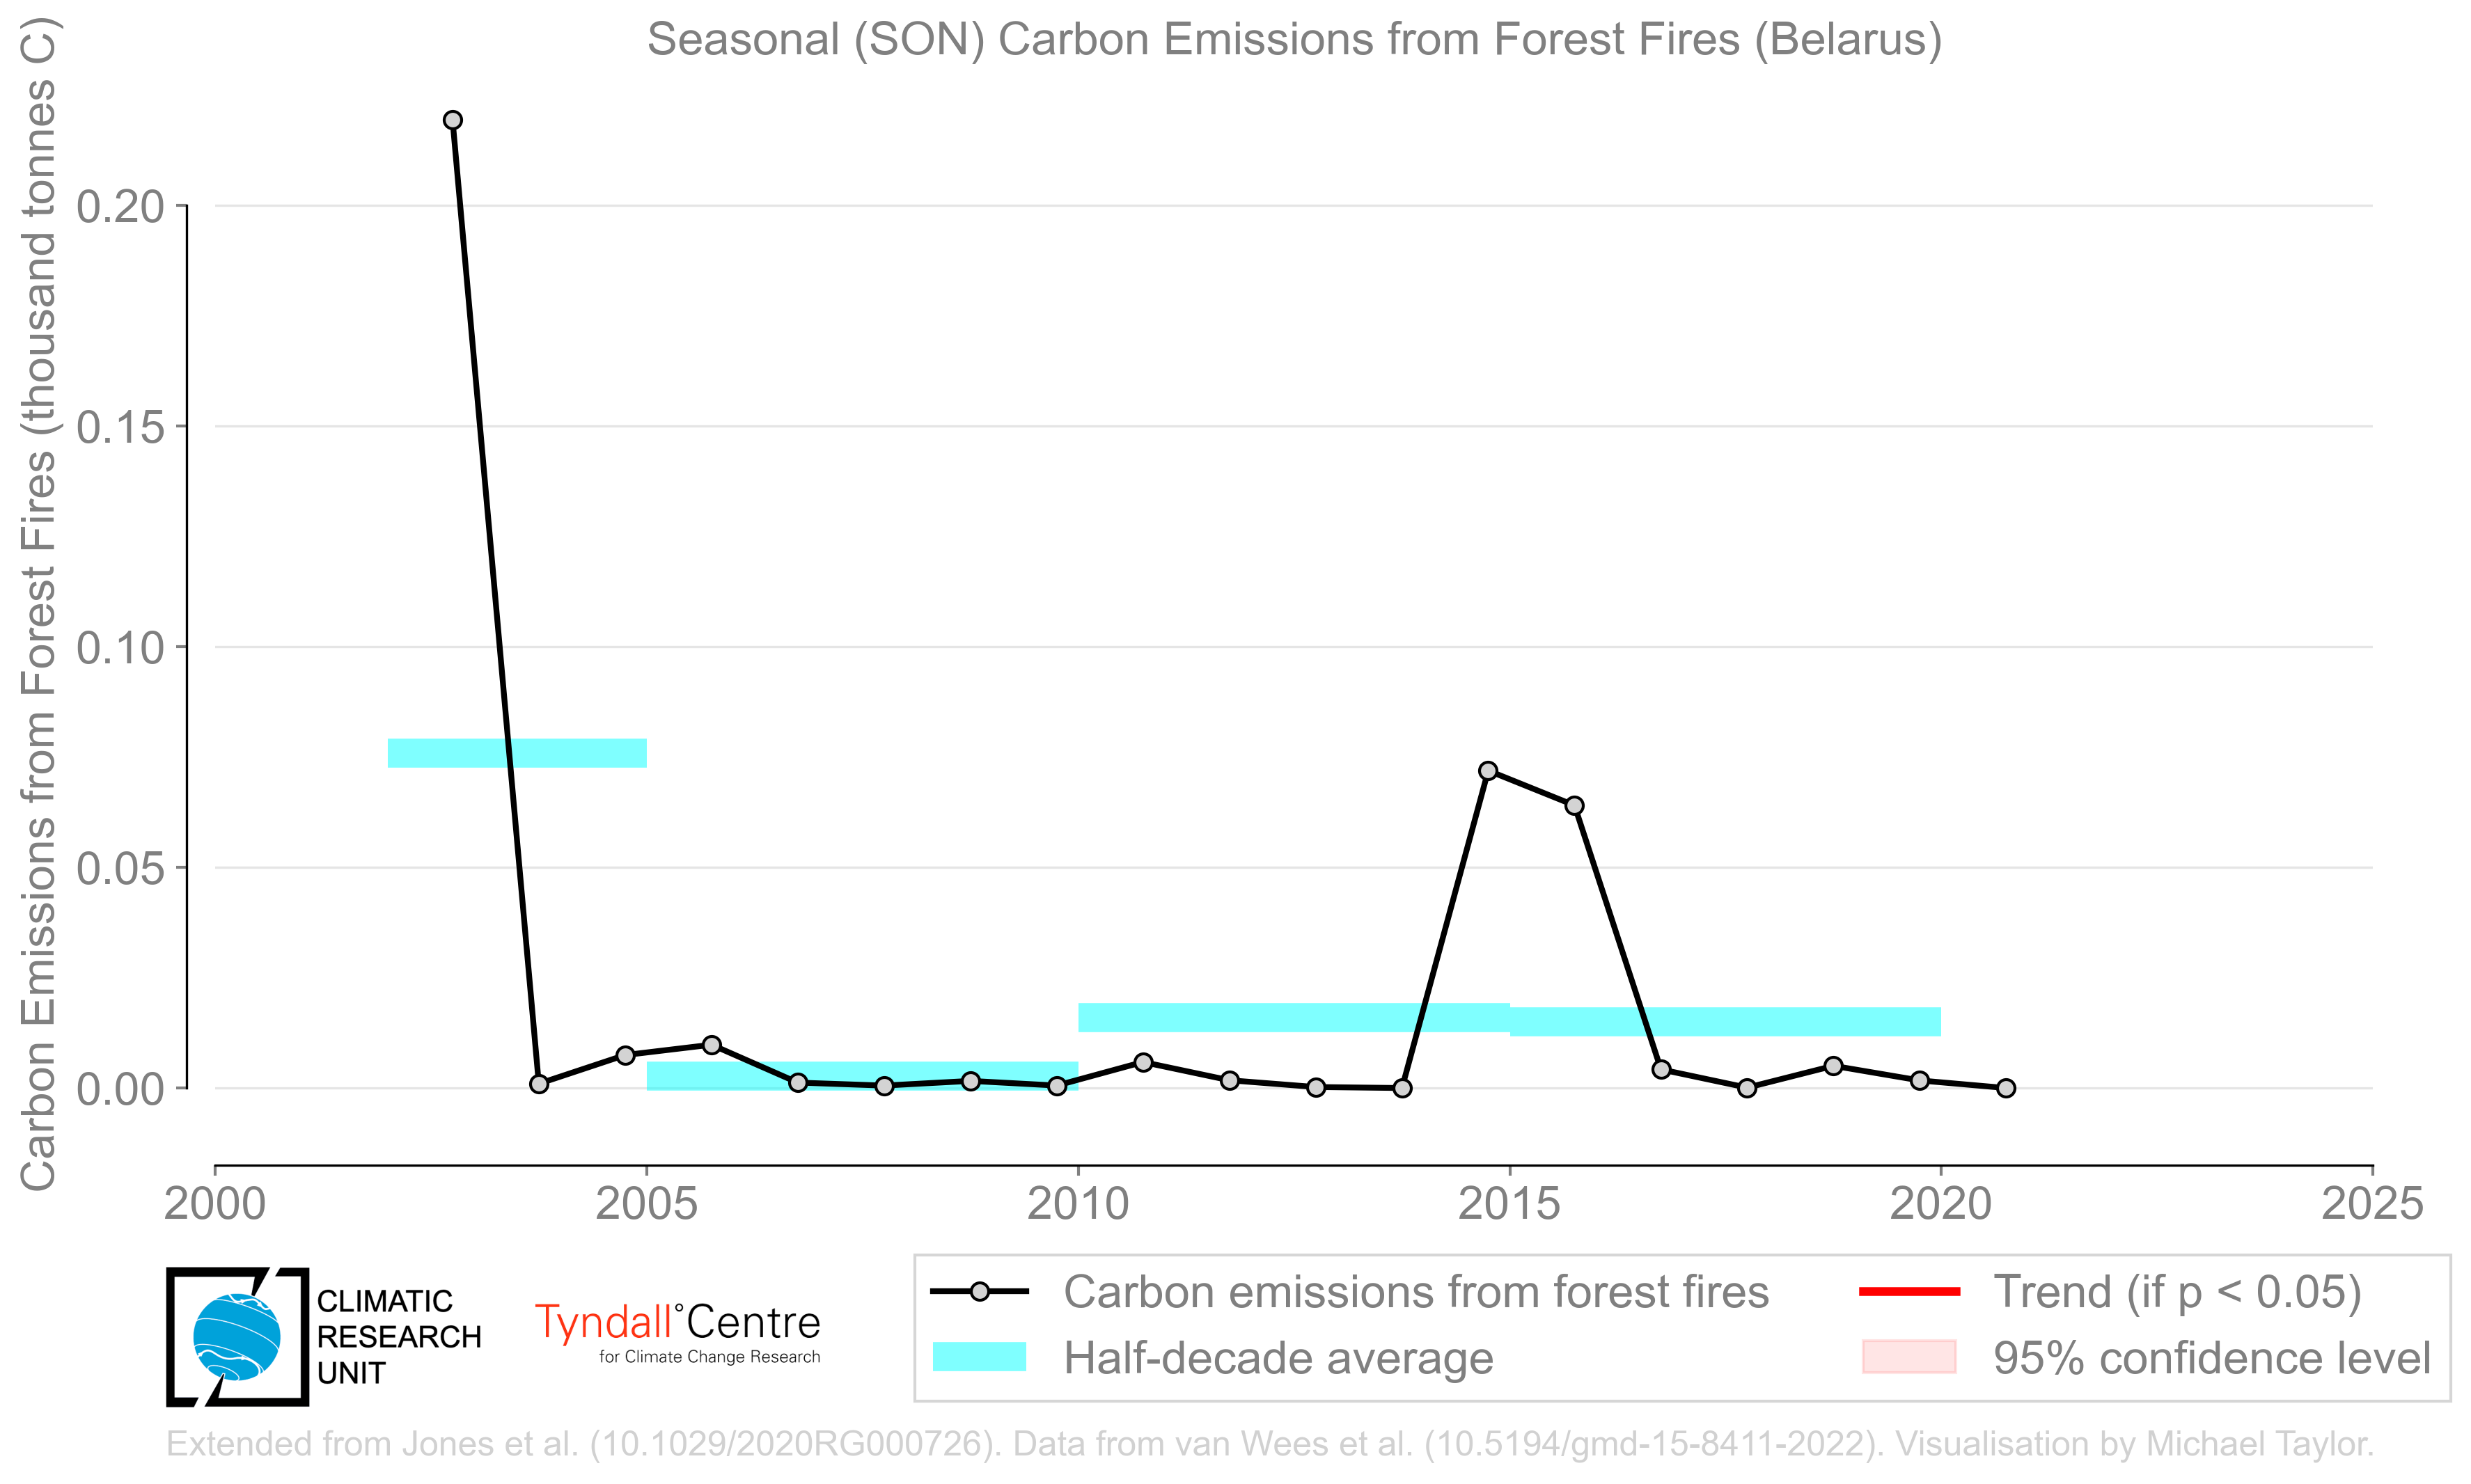 Seasonal (SON) Carbon Emissions from Forest Fires (Belarus)
Carbon Emissions from Forest Fires (thousand tonnes C)
0.20
0.15
0.10
0.05
0.00
2000
2005
2010
2015
2020
2025
CLIMATIC
RESEARCH
UNIT
Tyndall°Centre
for Climate Change Research
Carbon emissions from forest fires
Half-decade average
Trend (if p < 0.05)
95% confidence level
Extended from Jones et al. (10.1029/2020RG000726). Data from van Wees et al. (10.5194/gmd-15-8411-2022). Visualisation by Michael Taylor.